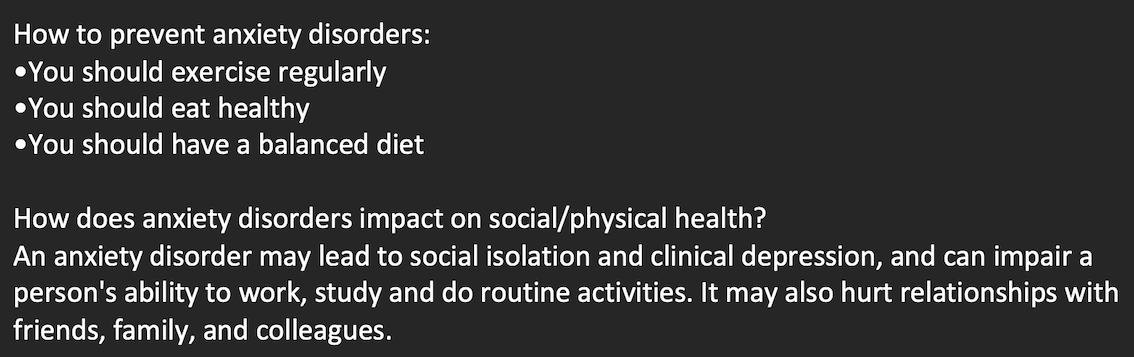 How to prevent anxiety disorders:
•You should exercise regularly
•You should eat healthy
•You should have a balanced diet
How does anxiety disorders impact on social/physical health?
An anxiety disorder may lead to social isolation and clinical depression, and can impair a
person's ability to work, study and do routine activities. It may also hurt relationships with
friends, family, and colleagues.